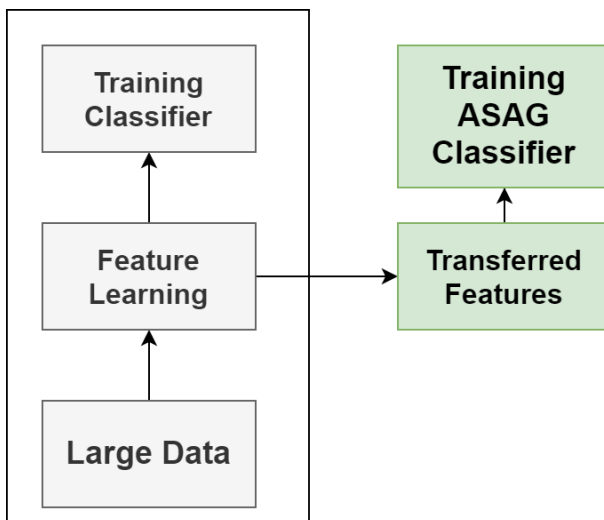 Training
Classifier
Training
ASAG
Classifier
Feature
Learning
Transferred
Features
Large Data